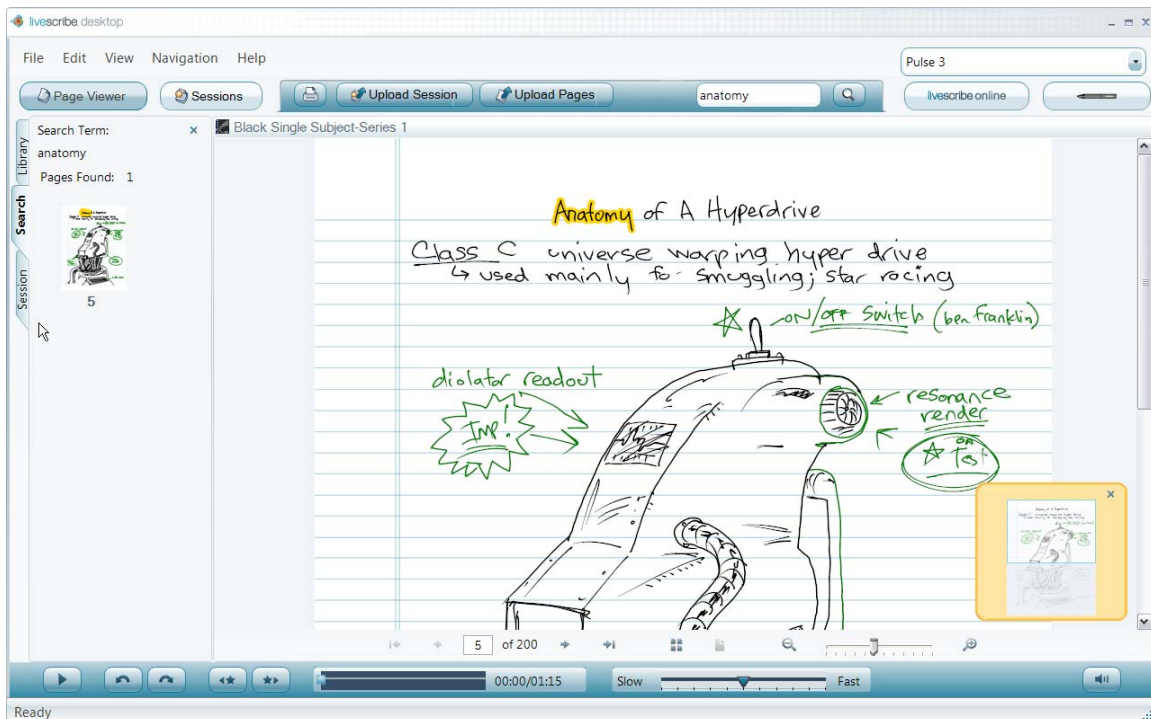 livescribe desktop
File Edit View Navigation Help
Pulse 3
Page Viewer
Sessions
Upload Session
Upload Pages
anatomy
livescribe online
Library
Search
Session
Search Term:
anatomy
Pages Found: 1
5
Black Single Subject-Series 1
Anatomy of A Hyperdrive
Class C universe warping hyper drive
↳ used mainly for smuggling; star racing
ON/OFF Switch (ben franklin)
diolator readout
Imp!
resonance
render
ON
Test
5 of 200
00:00/01:15
Slow
Fast
Ready